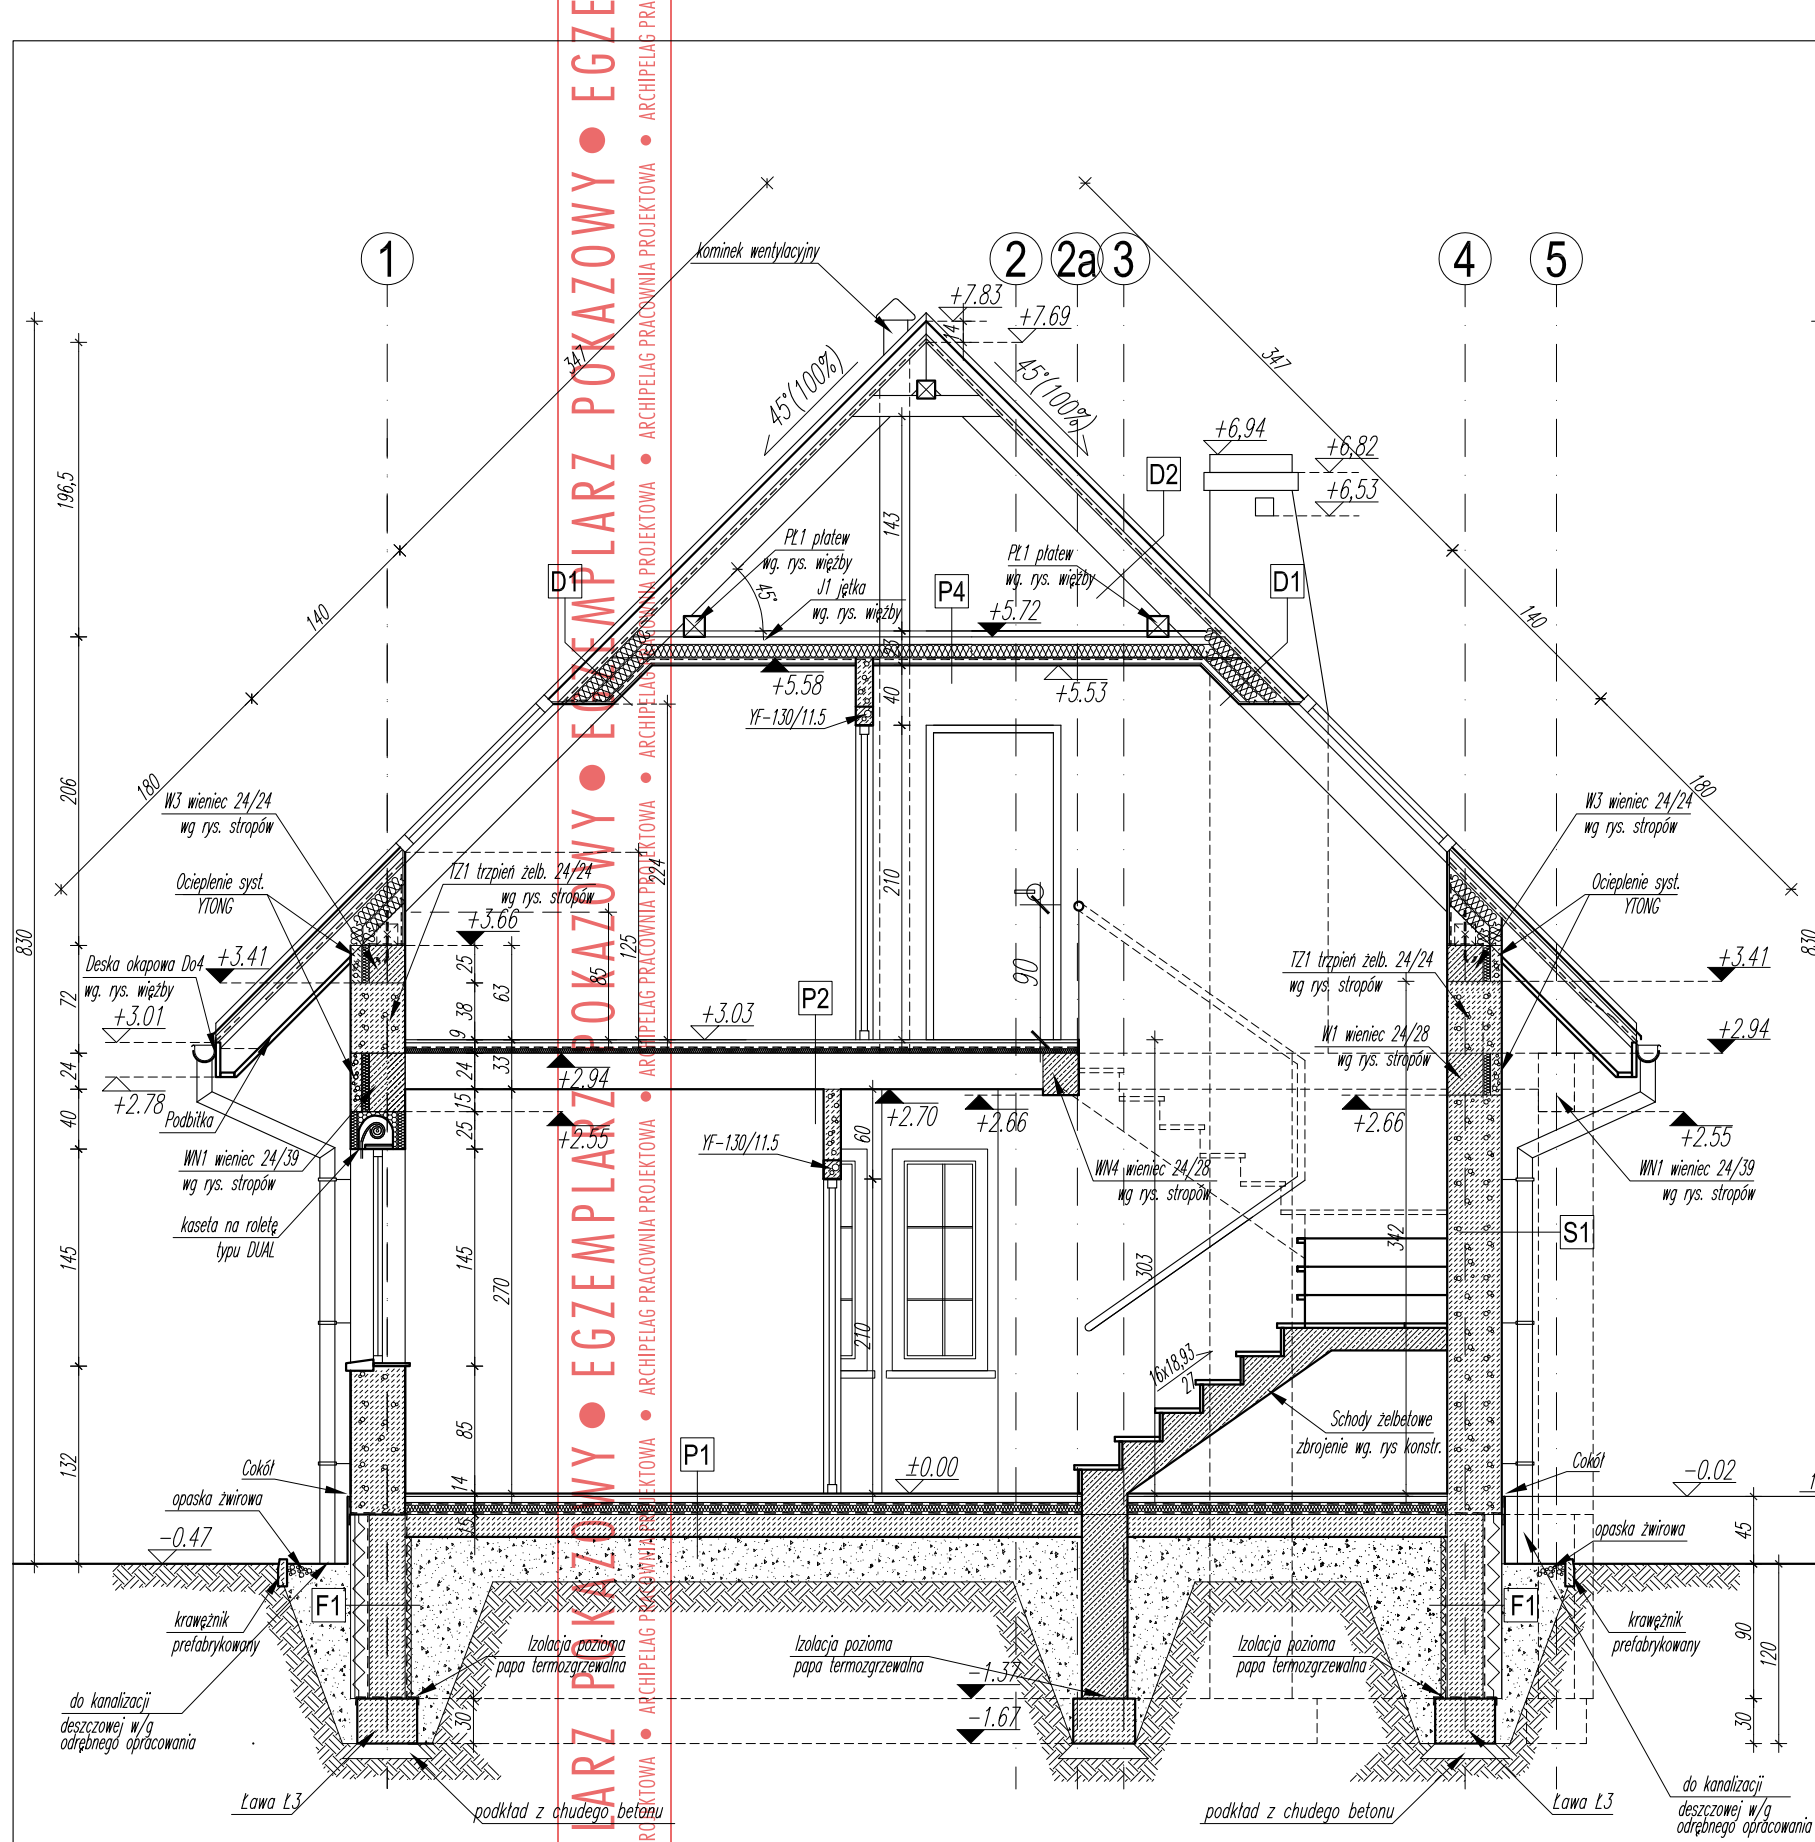 1
2
2a
3
4
5
kominek wentylacyjny
+7.83
+7.69
14
347
347
45°(100%)
45°(100%)
+6,94
+6,82
+6,53
D2
196,5
143
PŁ1 płatew
wg. rys. więźby
PŁ1 płatew
wg. rys. więźby
J1 jętka
wg. rys. więźby
45°
D1
P4
D1
+5.72
140
140
23
+5.58
+5.53
40
YF-130/11.5
206
180
180
W3 wieniec 24/24
wg rys. stropów
W3 wieniec 24/24
wg rys. stropów
Ocieplenie syst.
YTONG
Ocieplenie syst.
YTONG
TZ1 trzpień żelb. 24/24
wg rys. stropów
TZ1 trzpień żelb. 24/24
wg rys. stropów
224
210
125
85
90
830
830
+3.66
+3.41
+3.41
Deska okapowa Do4
wg. rys. więźby
+3.01
+3.03
P2
72
25
38
63
9
W1 wieniec 24/28
wg rys. stropów
+2.94
+2.94
24
24
33
+2.78
+2.70
+2.66
+2.66
+2.55
+2.55
Podbitka
40
15
25
60
WN1 wieniec 24/39
wg rys. stropów
YF-130/11.5
WN4 wieniec 24/28
wg rys. stropów
WN1 wieniec 24/39
wg rys. stropów
kaseta na roletę
typu DUAL
S1
145
145
270
303
342
210
16x18,93
27
Schody żelbetowe
zbrojenie wg. rys konstr.
132
85
14
15
P1
±0.00
Cokół
Cokół
opaska żwirowa
opaska żwirowa
-0.02
-0.47
45
F1
F1
krawężnik
prefabrykowany
krawężnik
prefabrykowany
Izolacja pozioma
papa termozgrzewalna
Izolacja pozioma
papa termozgrzewalna
Izolacja pozioma
papa termozgrzewalna
90
120
30
30
-1.37
-1.67
do kanalizacji
deszczowej w/g
odrębnego opracowania
do kanalizacji
deszczowej w/g
odrębnego opracowania
Ława Ł3
podkład z chudego betonu
podkład z chudego betonu
Ława Ł3
LARZ POKAZOWY ● EGZEMPLARZ POKAZOWY ● EGZEMPLARZ POKAZOWY ● EGZE
ROJEKTOWA ● ARCHIPELAG PRACOWNIA PROJEKTOWA ● ARCHIPELAG PRACOWNIA PROJEKTOWA ● ARCHIPELAG PRACOWNIA PROJEKTOWA ● ARCHIPELAG PRACOWNIA PROJEKTOWA ● ARCHIPELAG PRACOWNIA PROJEKTOWA ● ARCHIPELAG PRA